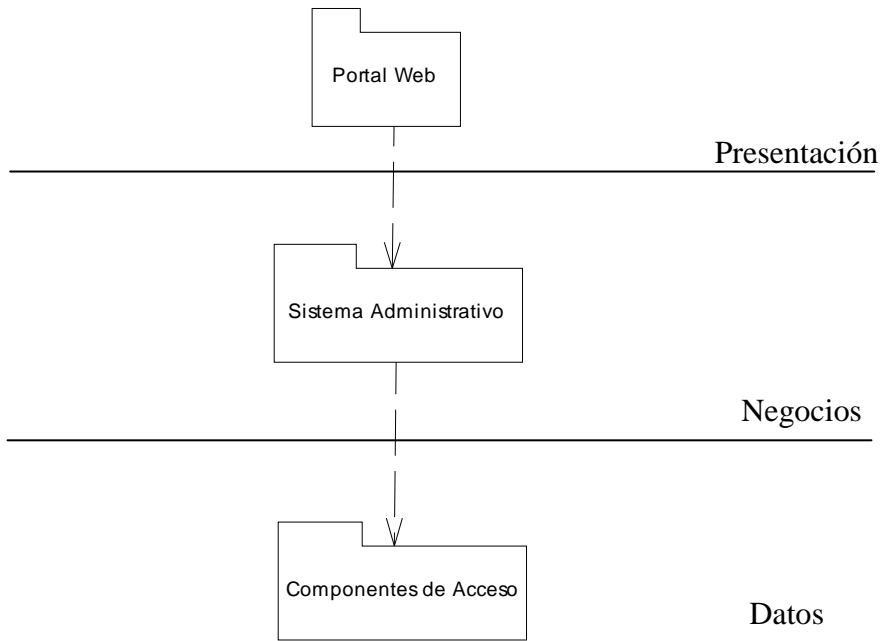 Portal Web
Presentación
Sistema Administrativo
Negocios
Componentes de Acceso
Datos